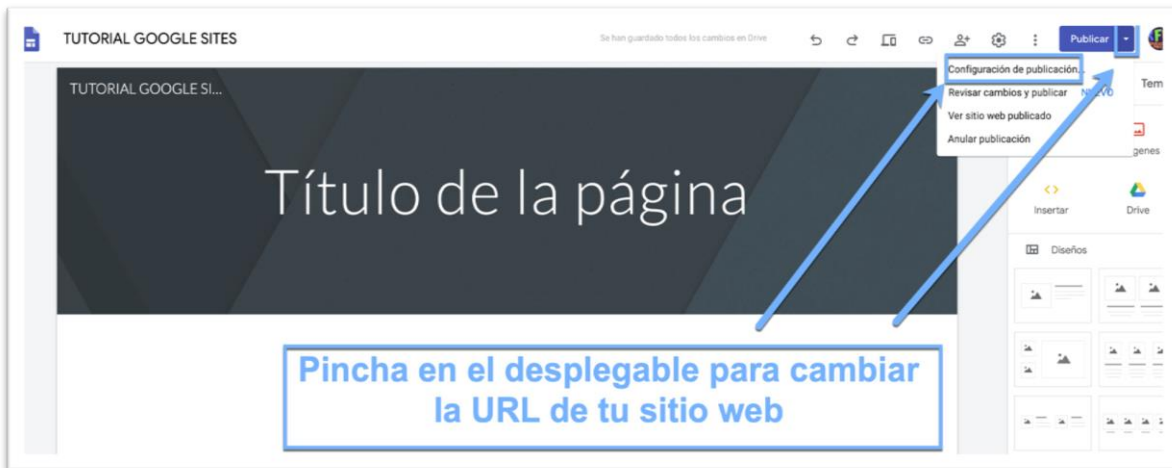 TUTORIAL GOOGLE SITES
Se han guardado todos los cambios en Drive
Publicar
Configuración de publicación...
Revisar cambios y publicar
Ver sitio web publicado
Anular publicación
TUTORIAL GOOGLE SI...
Título de la página
Insertar
Drive
Diseños
Pincha en el desplegable para cambiar
la URL de tu sitio web